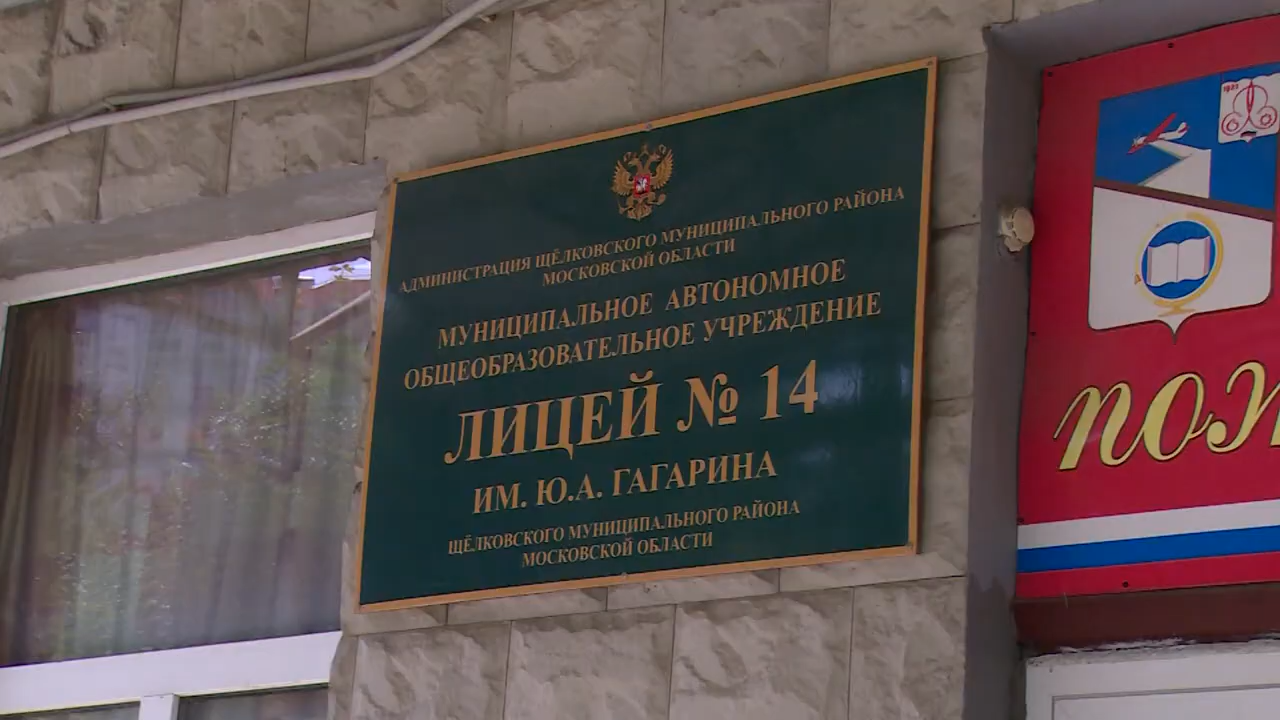 АДМИНИСТРАЦИЯ ЩЁЛКОВСКОГО МУНИЦИПАЛЬНОГО РАЙОНА
МОСКОВСКОЙ ОБЛАСТИ
МУНИЦИПАЛЬНОЕ АВТОНОМНОЕ
ОБЩЕОБРАЗОВАТЕЛЬНОЕ УЧРЕЖДЕНИЕ
ЛИЦЕЙ № 14
ИМ. Ю.А. ГАГАРИНА
ЩЁЛКОВСКОГО МУНИЦИПАЛЬНОГО РАЙОНА
МОСКОВСКОЙ ОБЛАСТИ